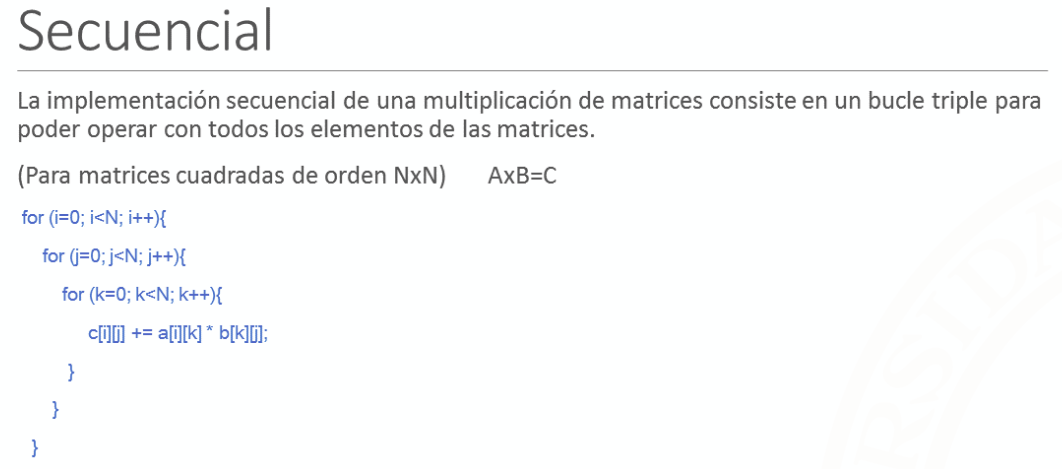 Secuencial
La implementación secuencial de una multiplicación de matrices consiste en un bucle triple para
poder operar con todos los elementos de las matrices.
(Para matrices cuadradas de orden NxN) AxB=C
for (i=0; i<N; i++){
for (j=0; j<N; j++){
for (k=0; k<N; k++){
c[i][j] += a[i][k] * b[k][j];
}
}
}
RSIDA